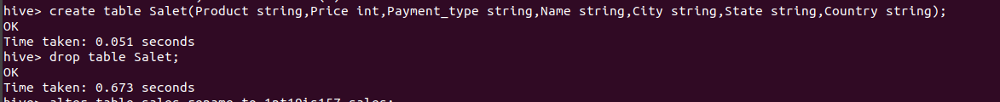 hive> create table Salet(Product string,Price int,Payment_type string,Name string,City string,State string,Country string);
OK
Time taken: 0.051 seconds
hive> drop table Salet;
OK
Time taken: 0.673 seconds
hive> alter table sales rename to